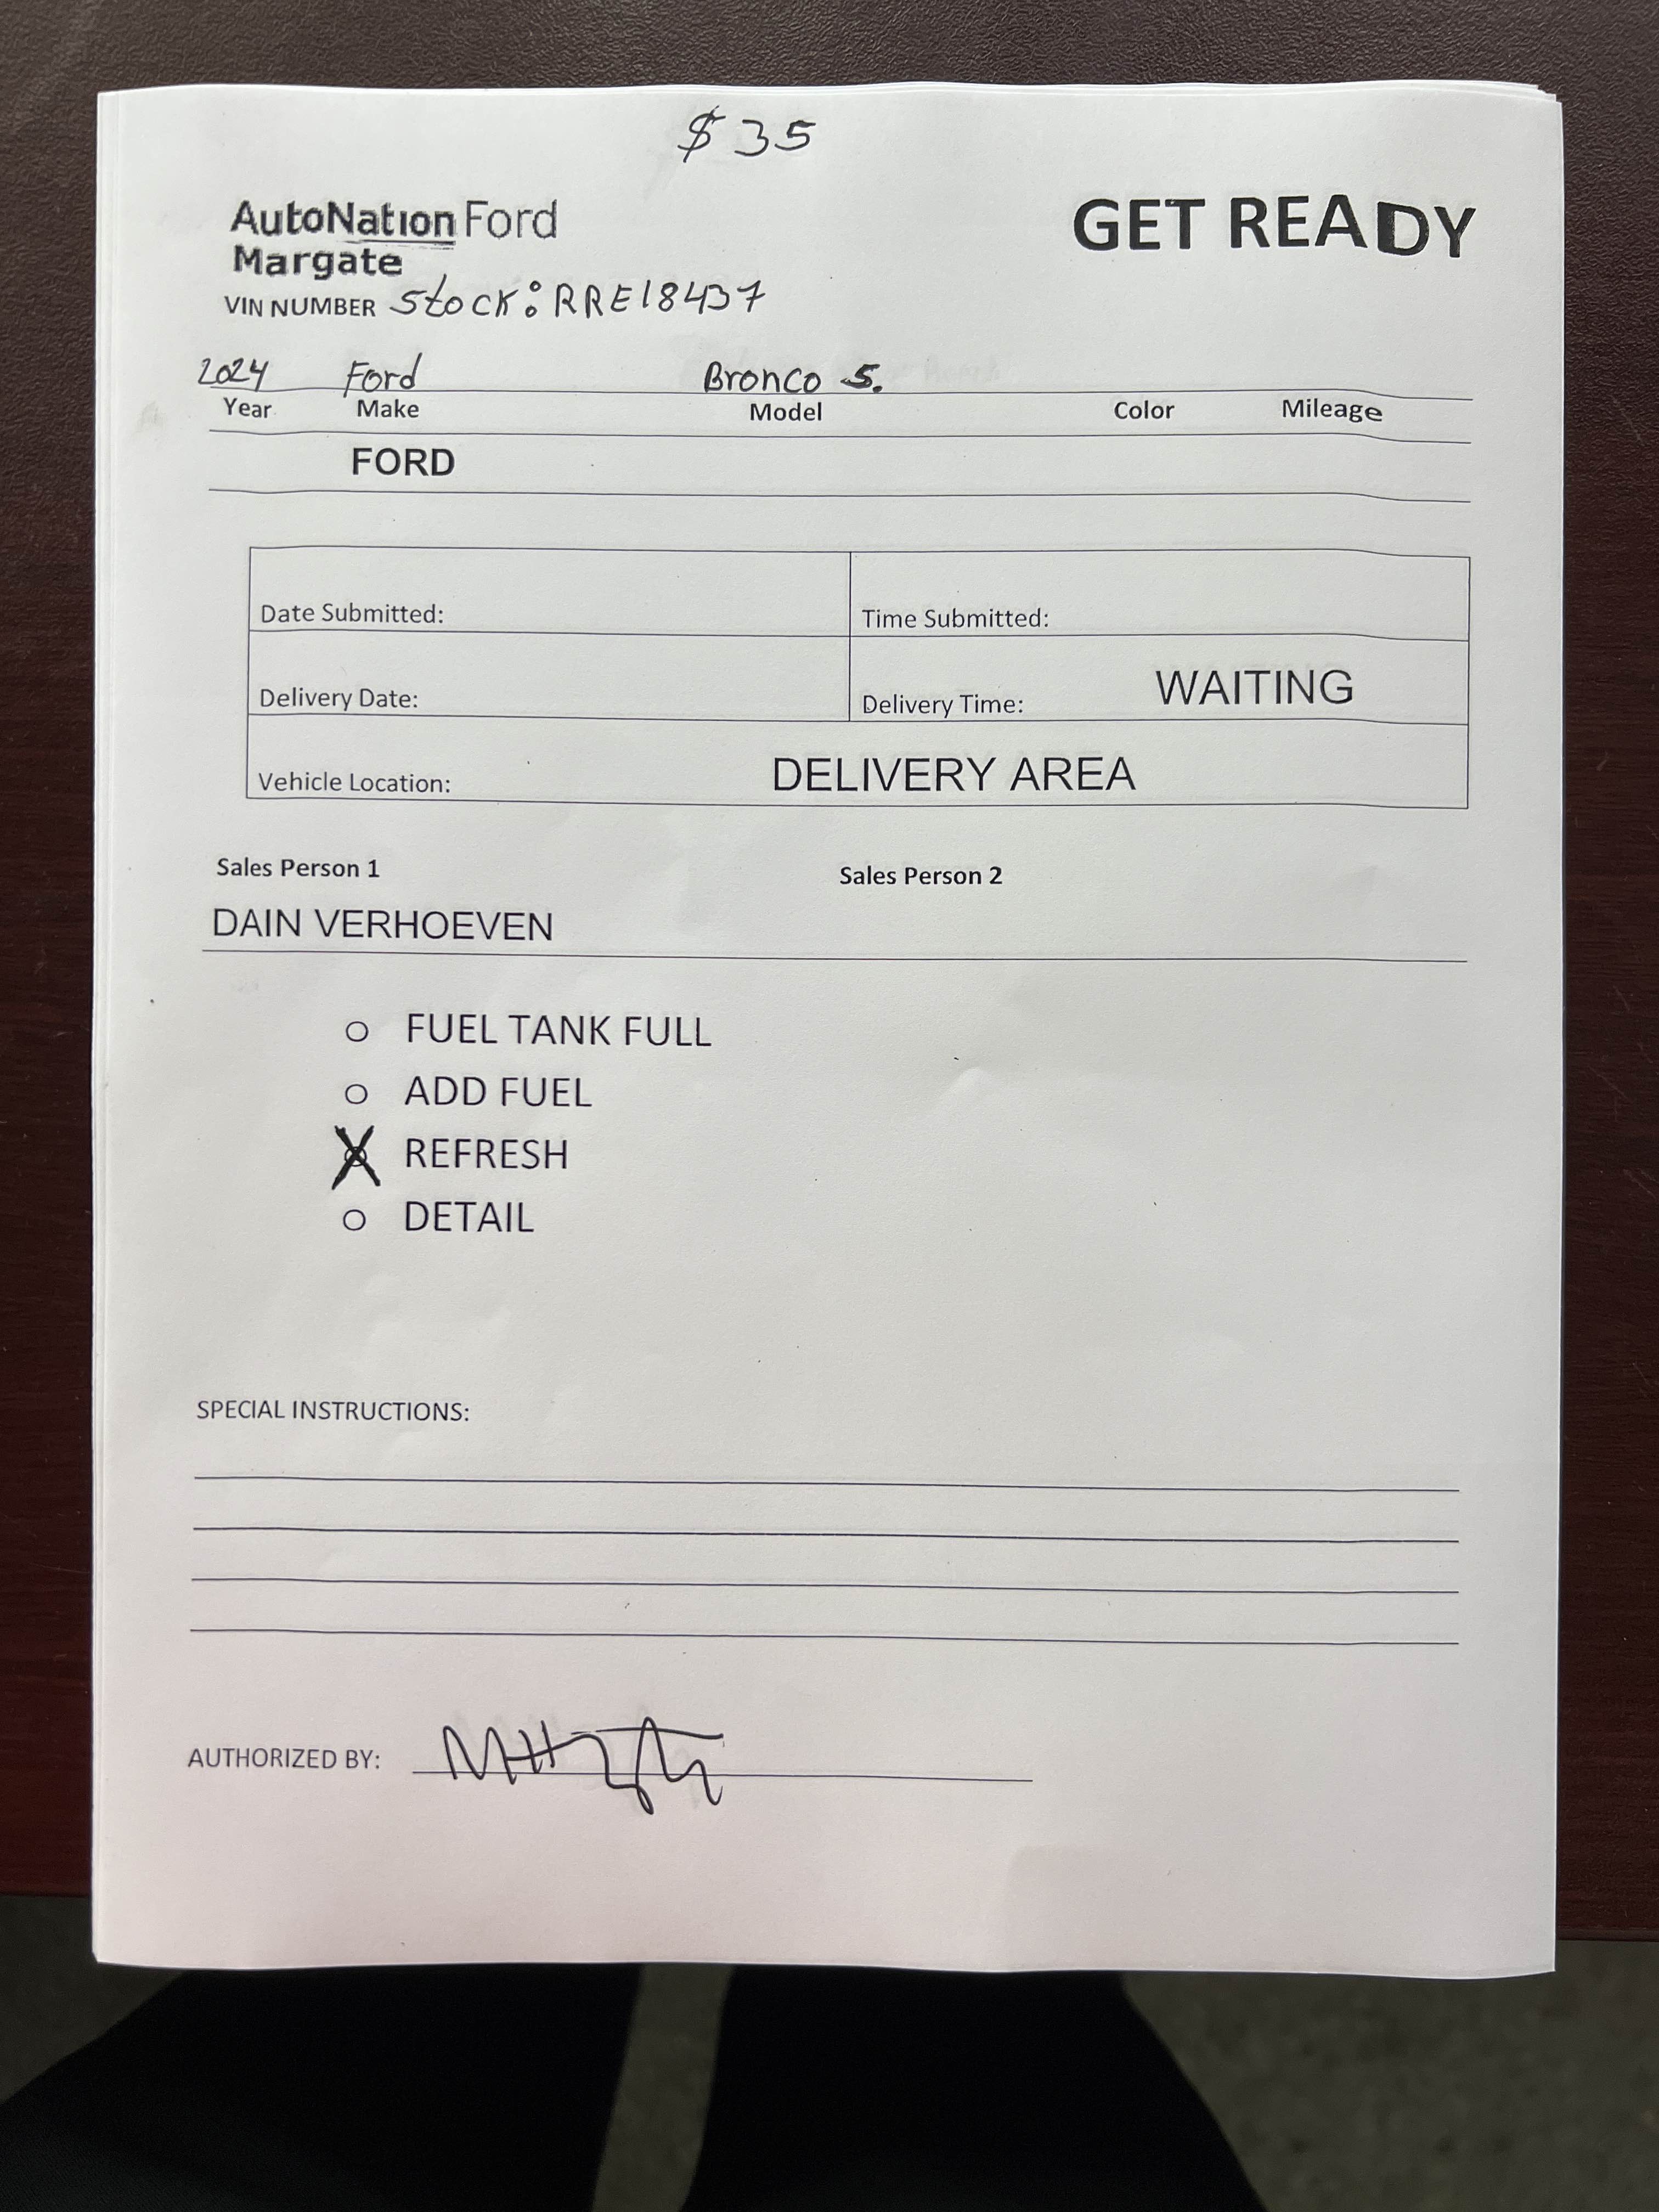 $35
AutoNation Ford GET READY
Margate
VIN NUMBER Stock: RRE18437
2024 Ford Bronco S.
Year Make Model Color Mileage
FORD
Date Submitted: Time Submitted:
Delivery Date: Delivery Time: WAITING
Vehicle Location: DELIVERY AREA
Sales Person 1 Sales Person 2
DAIN VERHOEVEN
FUEL TANK FULL
ADD FUEL
X REFRESH
DETAIL
SPECIAL INSTRUCTIONS:
AUTHORIZED BY: